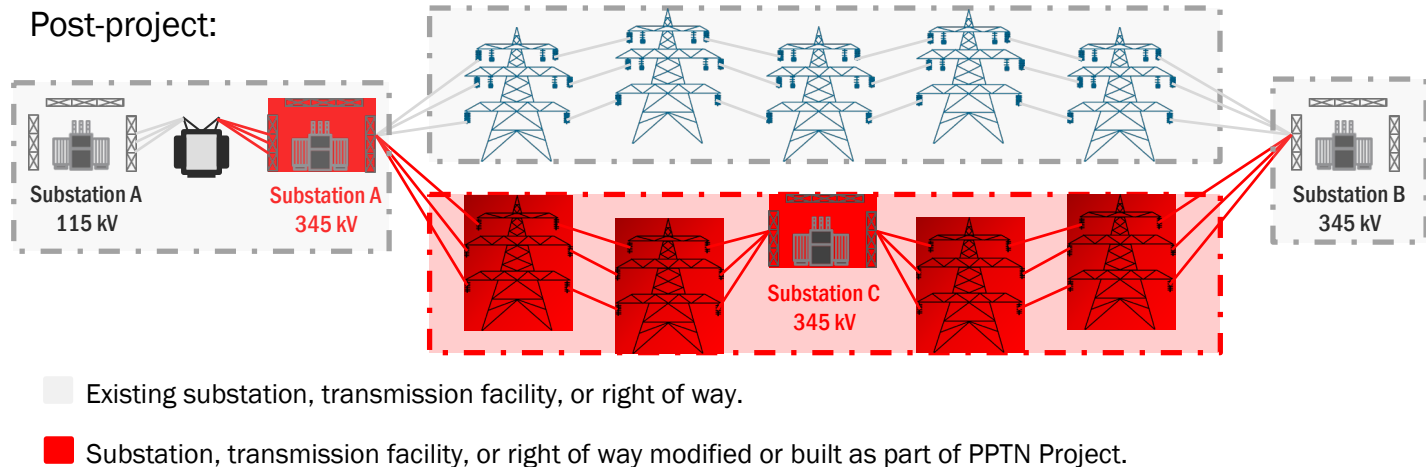 Post-project:
Substation A
115 kV
Substation A
345 kV
Substation C
345 kV
Substation B
345 kV
Existing substation, transmission facility, or right of way.
Substation, transmission facility, or right of way modified or built as part of PPTN Project.